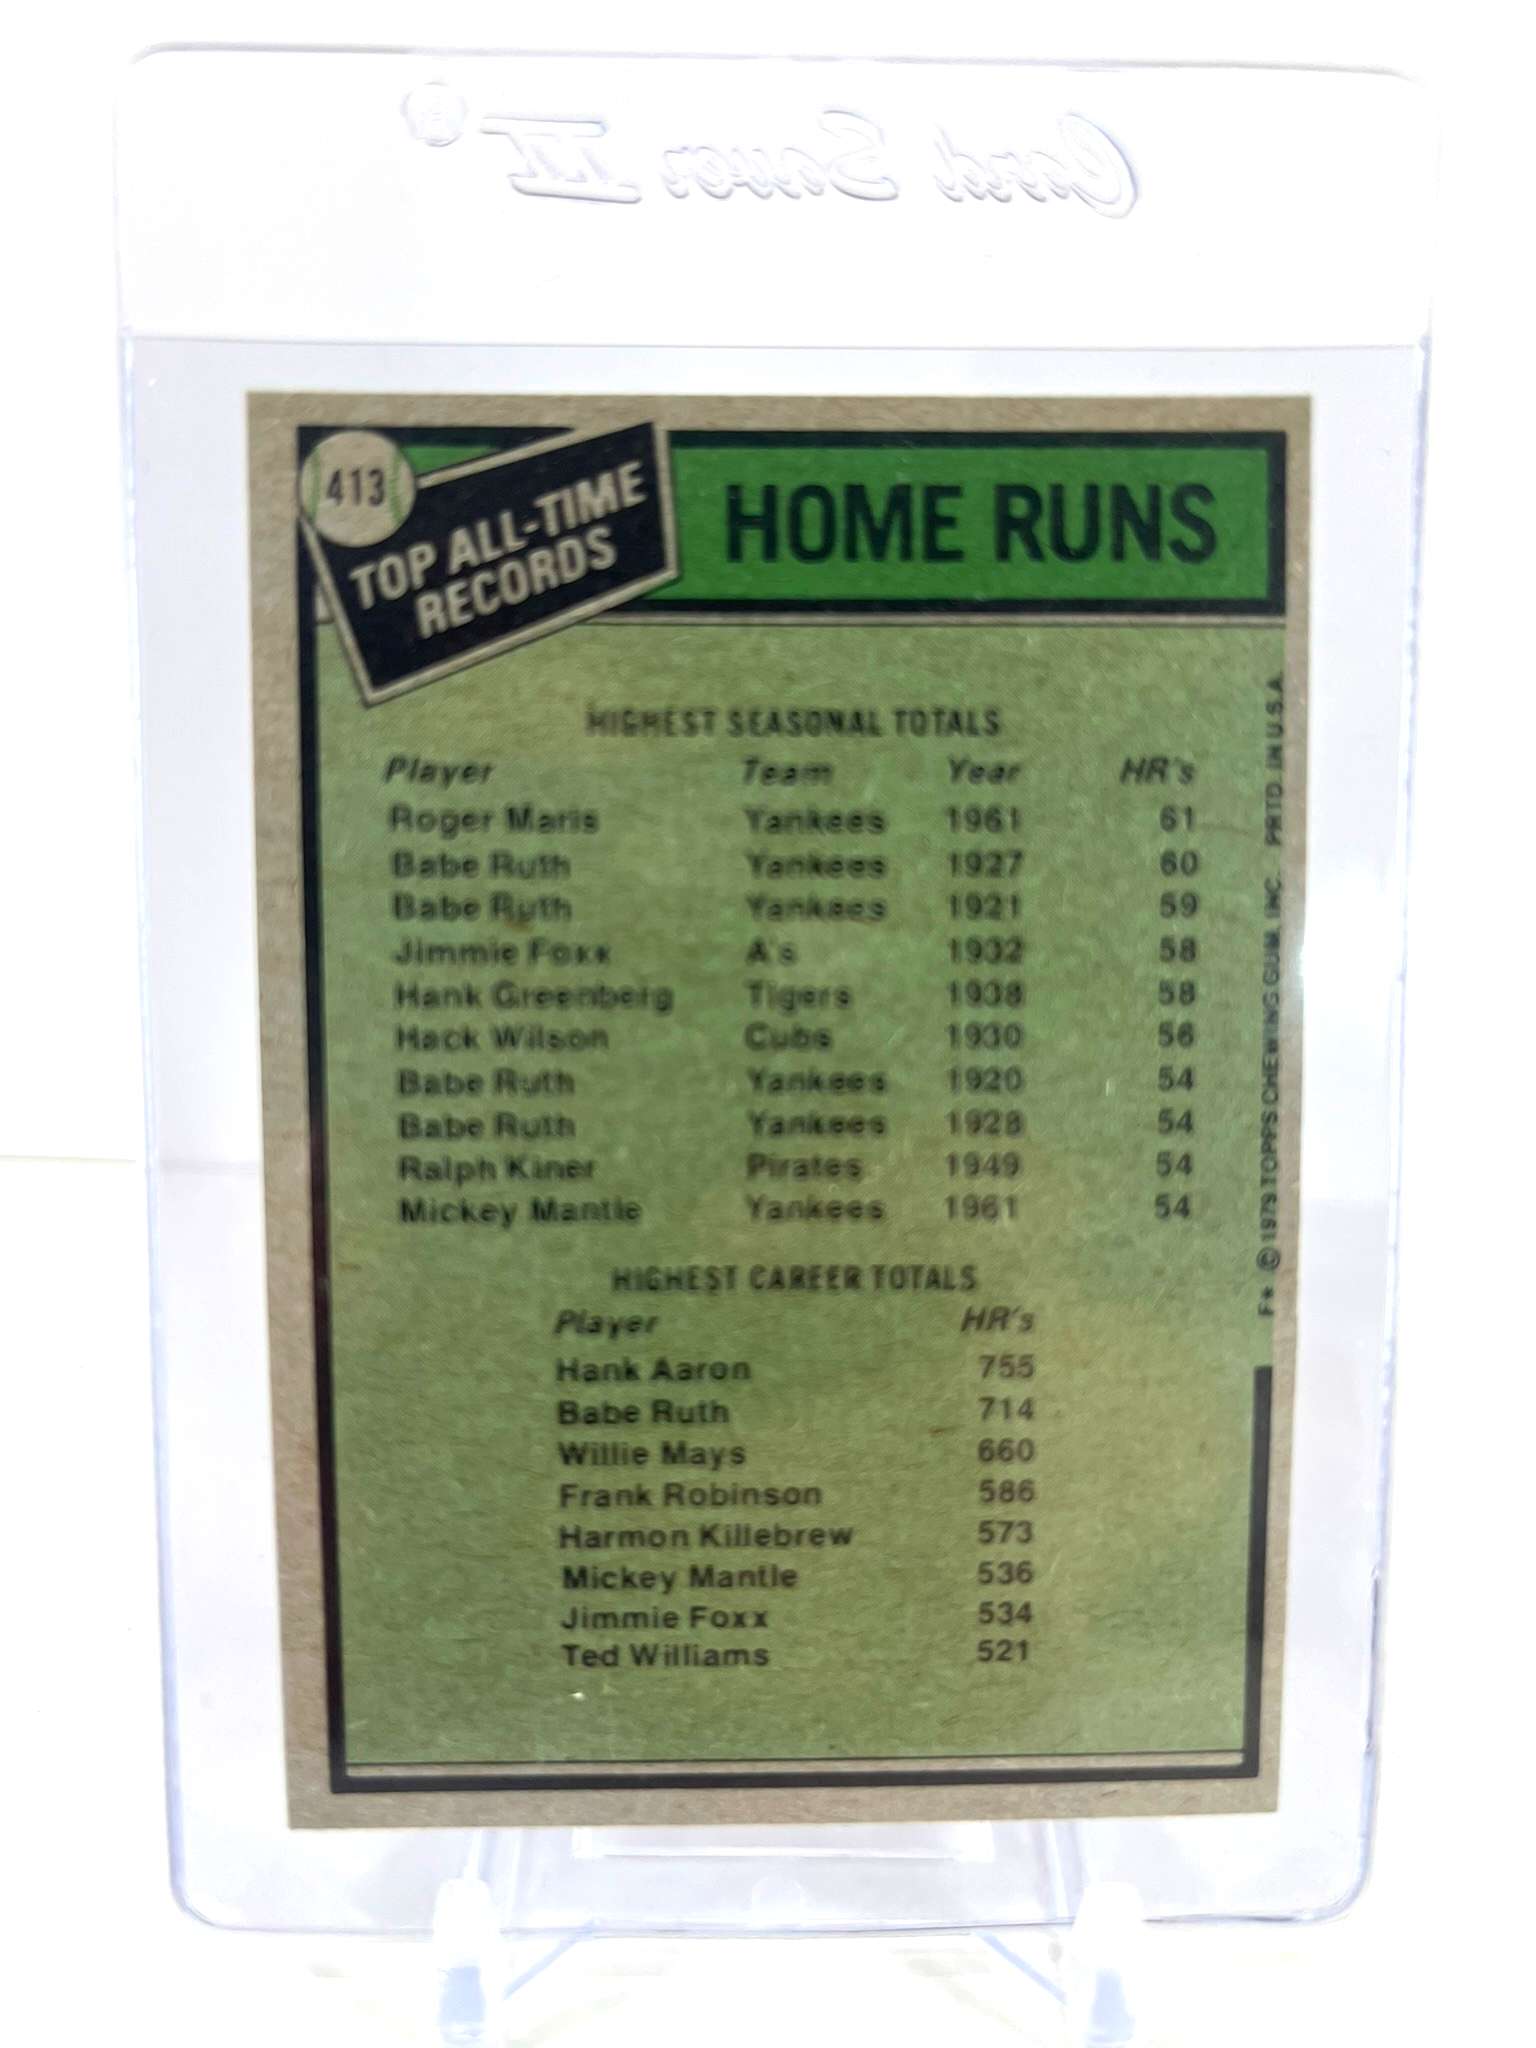 Card Saver II®
413
TOP ALL-TIME
RECORDS
HOME RUNS
HIGHEST SEASONAL TOTALS
Player Team Year HR's
Roger Maris Yankees 1961 61
Babe Ruth Yankees 1927 60
Babe Ruth Yankees 1921 59
Jimmie Foxx A's 1932 58
Hank Greenberg Tigers 1938 58
Hack Wilson Cubs 1930 56
Babe Ruth Yankees 1920 54
Babe Ruth Yankees 1928 54
Ralph Kiner Pirates 1949 54
Mickey Mantle Yankees 1961 54
HIGHEST CAREER TOTALS
Player HR's
Hank Aaron 755
Babe Ruth 714
Willie Mays 660
Frank Robinson 586
Harmon Killebrew 573
Mickey Mantle 536
Jimmie Foxx 534
Ted Williams 521
F* © 1979 TOPPS CHEWING GUM, INC. PRTD. IN U.S.A.